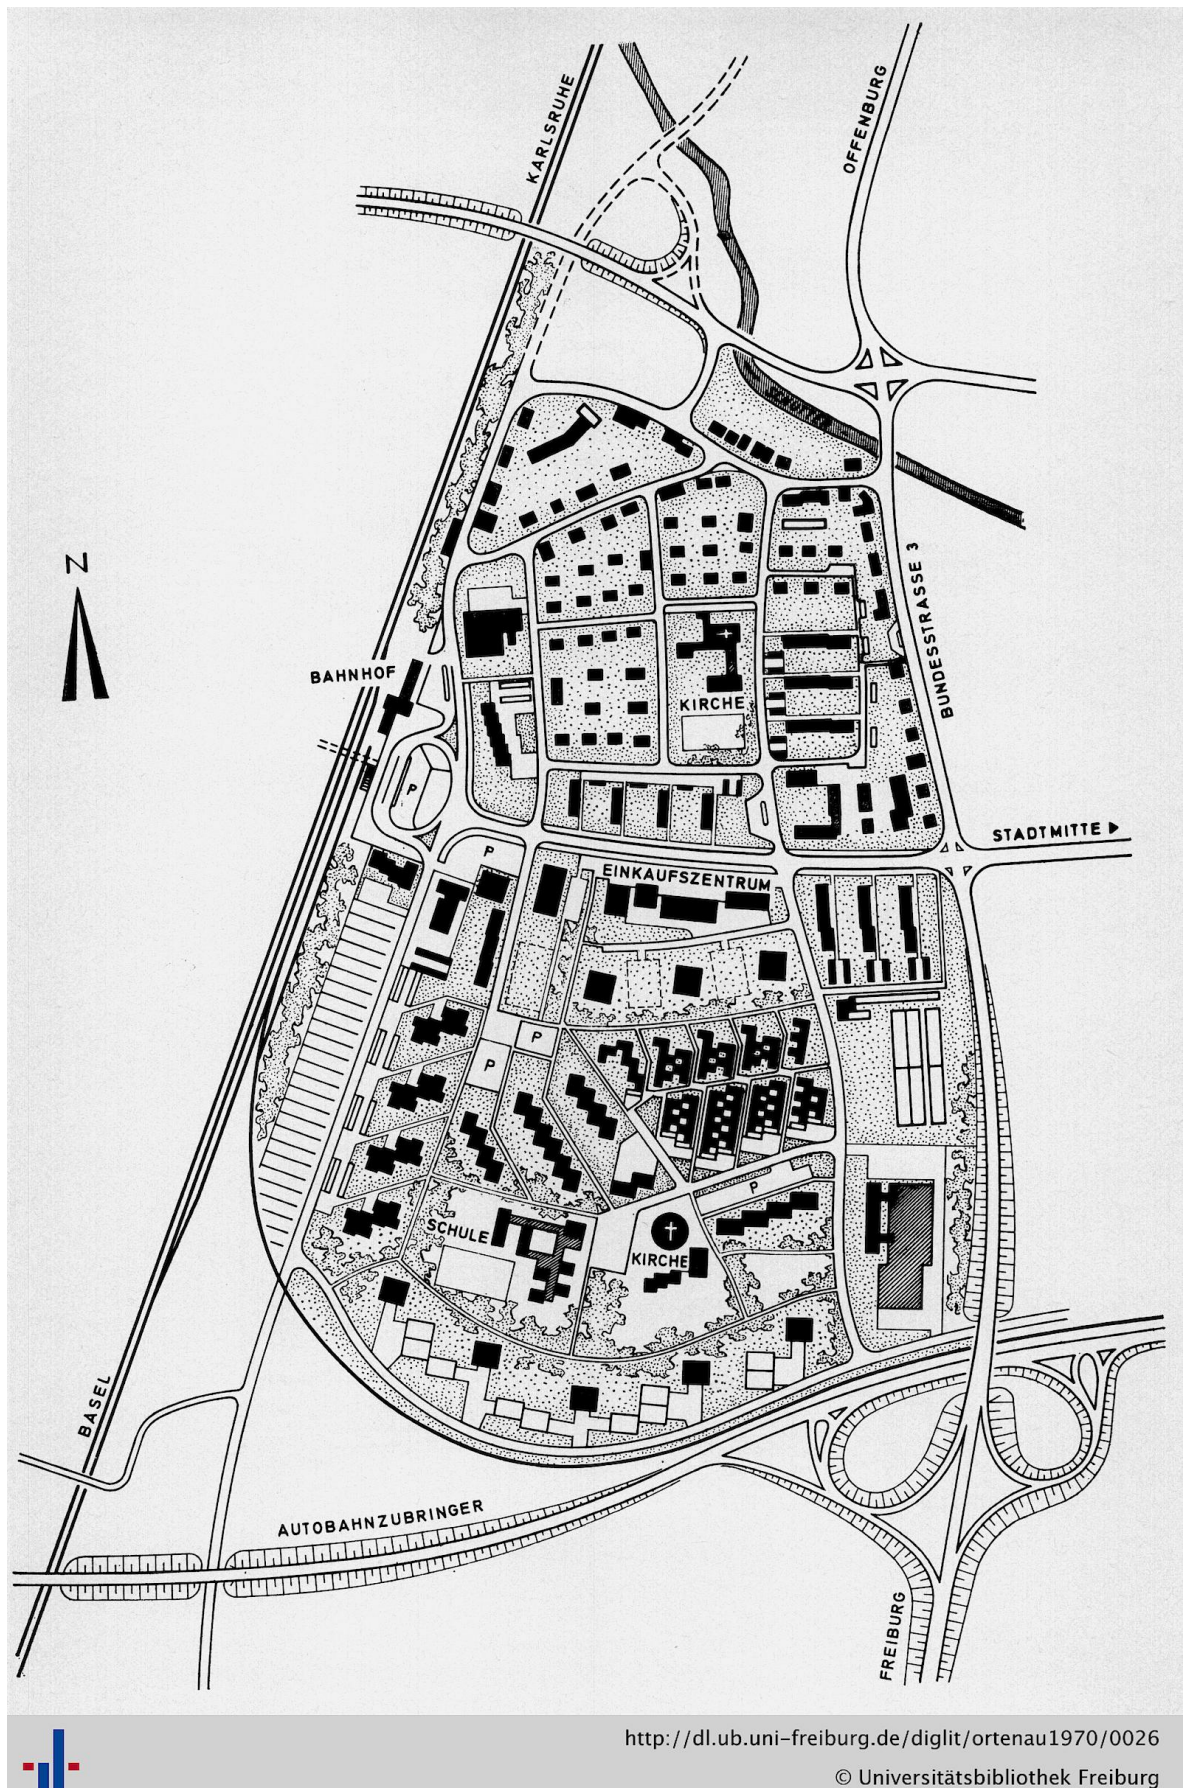 KARLSRUHE
OFFENBURG
N
BUNDESSTRASSE 3
BAHNHOF
KIRCHE
P
STADTMITTE
P
EINKAUFSZENTRUM
P
P
P
SCHULE
KIRCHE
BASEL
AUTOBAHNZUBRINGER
FREIBURG
http://dl.ub.uni-freiburg.de/diglit/ortenau1970/0026
© Universitätsbibliothek Freiburg